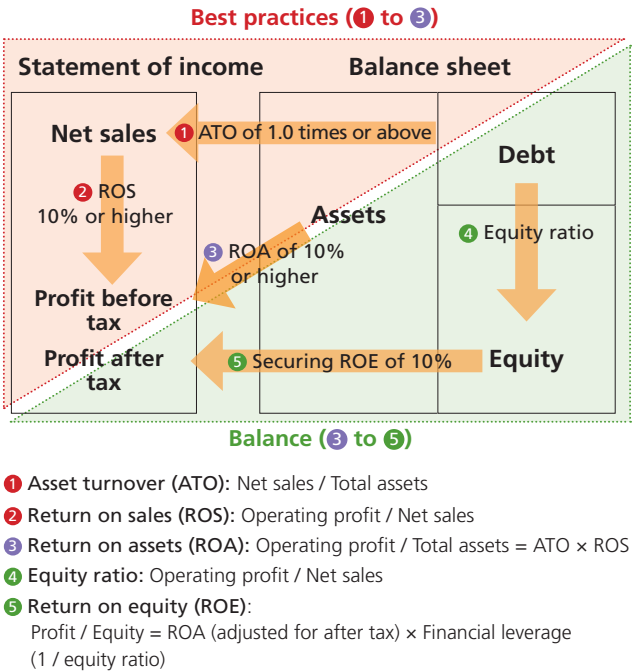 Best practices (1 to 3)
Statement of income
Balance sheet
Net sales
1 ATO of 1.0 times or above
Debt
2 ROS
10% or higher
Assets
4 Equity ratio
3 ROA of 10%
or higher
Profit before
tax
Profit after
tax
5 Securing ROE of 10%
Equity
Balance (3 to 5)
1 Asset turnover (ATO): Net sales / Total assets
2 Return on sales (ROS): Operating profit / Net sales
3 Return on assets (ROA): Operating profit / Total assets = ATO × ROS
4 Equity ratio: Operating profit / Net sales
5 Return on equity (ROE):
Profit / Equity = ROA (adjusted for after tax) × Financial leverage
(1 / equity ratio)